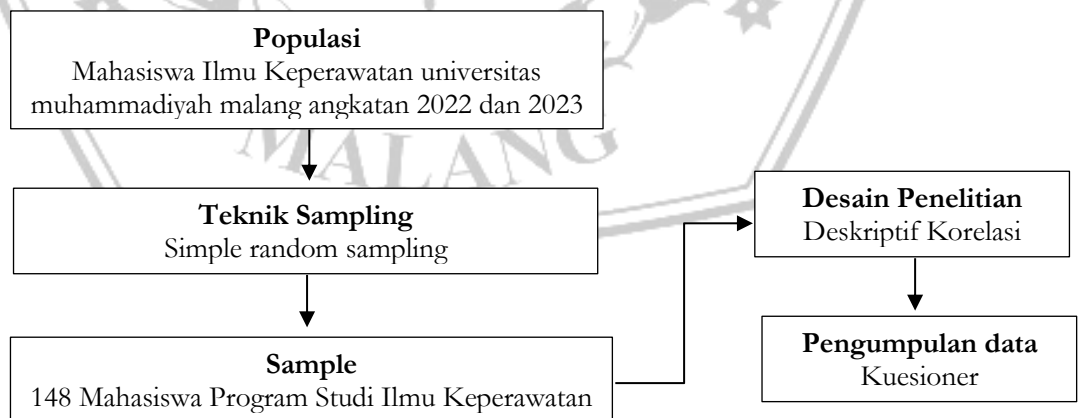 Populasi
Mahasiswa Ilmu Keperawatan universitas
muhammadiyah malang angkatan 2022 dan 2023
MALANG
Teknik Sampling
Simple random sampling
Sample
148 Mahasiswa Program Studi Ilmu Keperawatan
Desain Penelitian
Deskriptif Korelasi
Pengumpulan data
Kuesioner